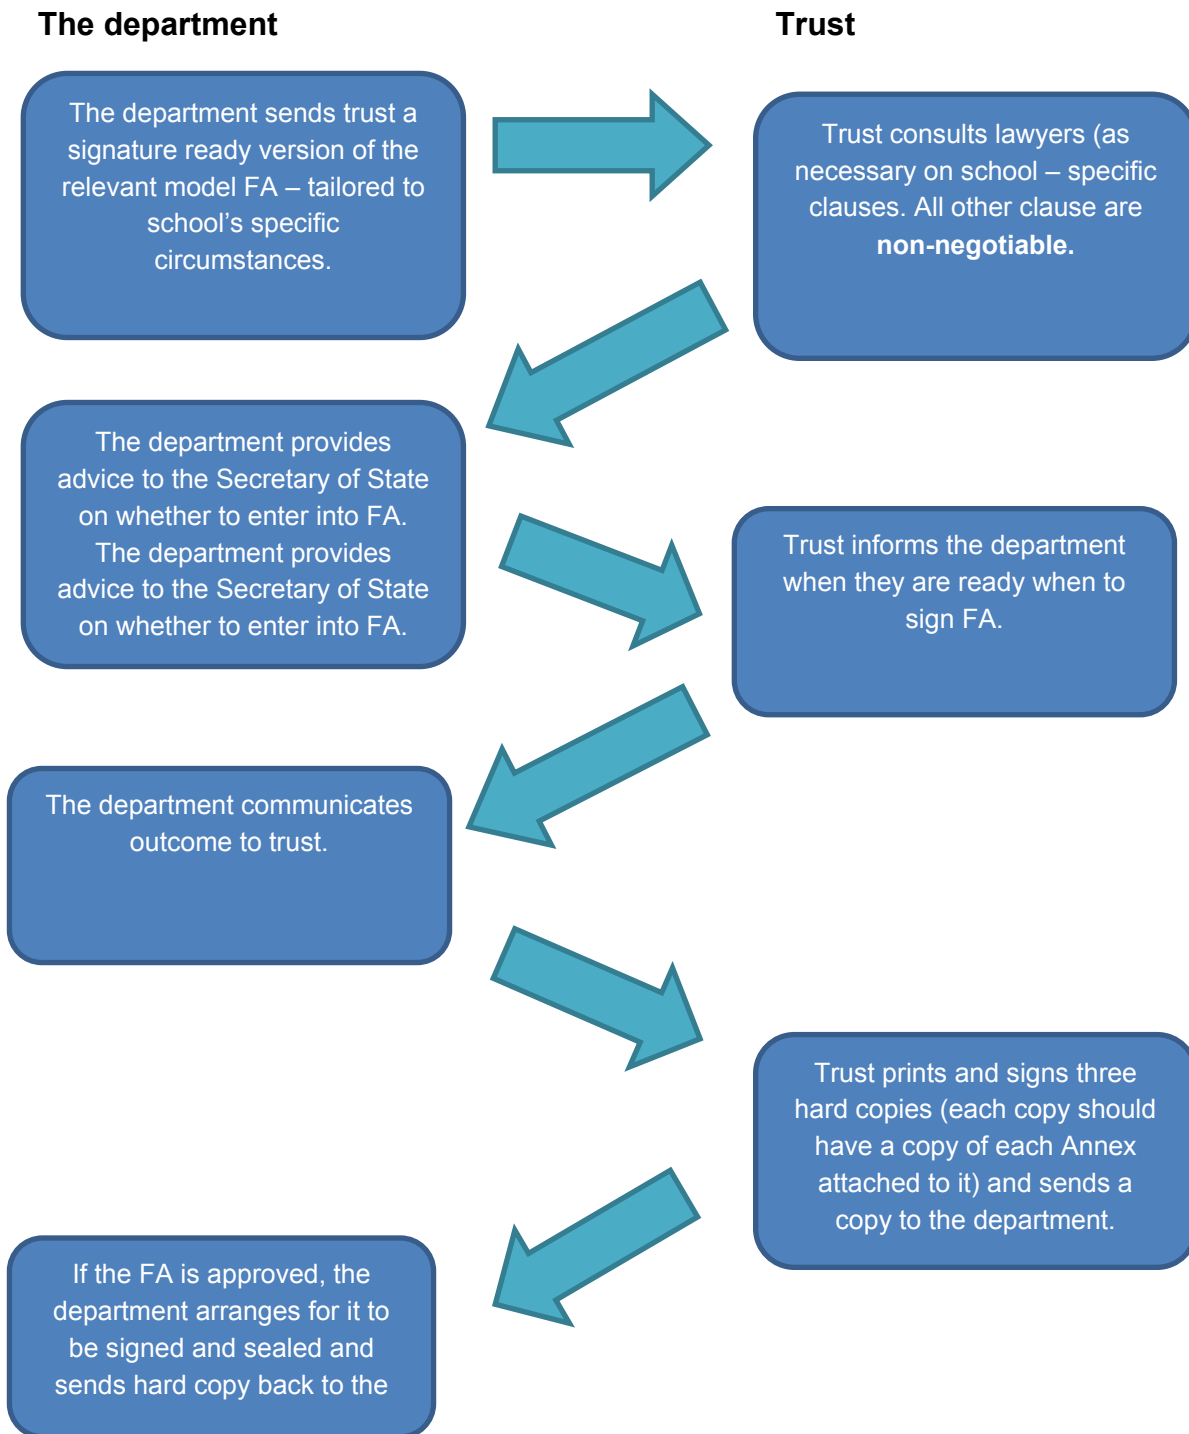 The department
Trust
The department sends trust a
signature ready version of the
relevant model FA – tailored to
school’s specific
circumstances.
Trust consults lawyers (as
necessary on school – specific
clauses. All other clause are
non-negotiable.
The department provides
advice to the Secretary of State
on whether to enter into FA.
The department provides
advice to the Secretary of State
on whether to enter into FA.
Trust informs the department
when they are ready when to
sign FA.
The department communicates
outcome to trust.
Trust prints and signs three
hard copies (each copy should
have a copy of each Annex
attached to it) and sends a
copy to the department.
If the FA is approved, the
department arranges for it to
be signed and sealed and
sends hard copy back to the